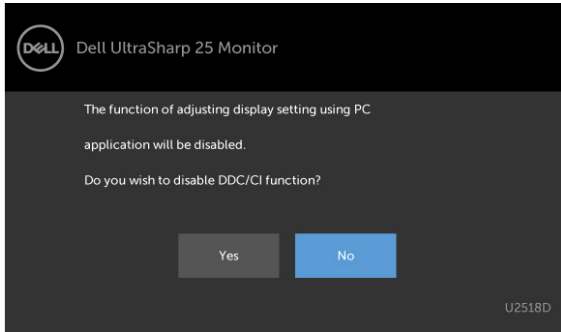 DELL
Dell UltraSharp 25 Monitor
The function of adjusting display setting using PC
application will be disabled.
Do you wish to disable DDC/CI function?
Yes
No
U2518D